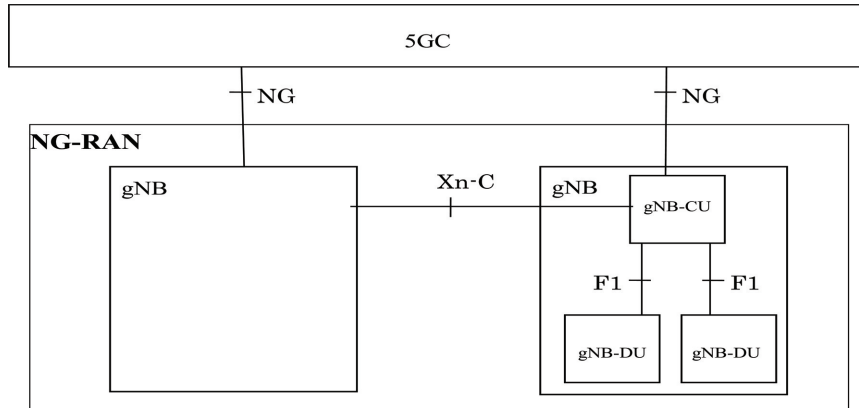 5GC
NG
NG
NG-RAN
gNB
Xn-C
gNB
gNB-CU
F1
F1
gNB-DU
gNB-DU